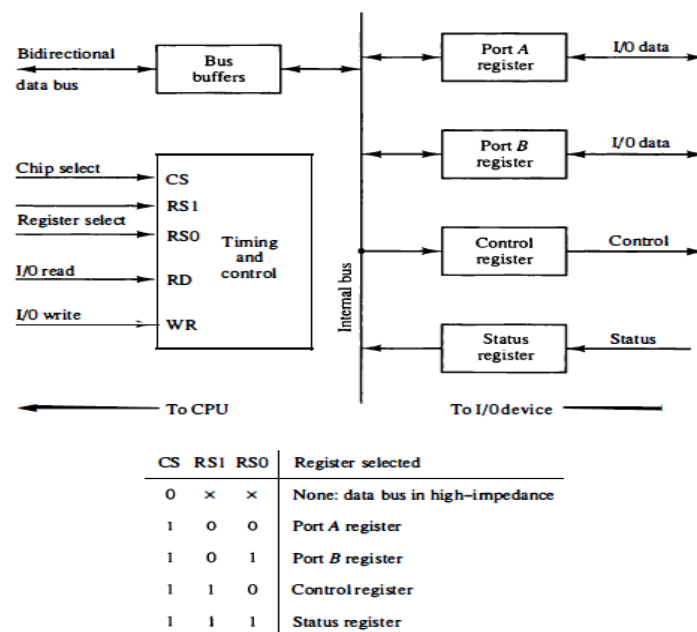 Bidirectional
data bus
Bus
buffers
Port A
register
I/O data
Port B
register
I/O data
Chip select
CS
RS1
Register select
RS0
Timing
and
control
I/O read
RD
I/O write
WR
Internal bus
Control
register
Control
Status
register
Status
To CPU
To I/O device
CS RS1 RS0 Register selected
0 × × None: data bus in high-impedance
1 0 0 Port A register
1 0 1 Port B register
1 1 0 Control register
1 1 1 Status register